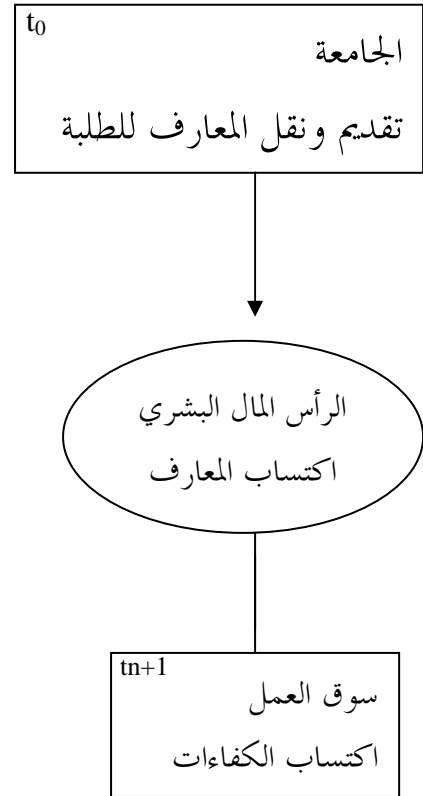 t0
الجامعة
تقديم ونقل المعارف للطلبة
الرأس المال البشري
اكتساب المعارف
tn+1
سوق العمل
اكتساب الكفاءات